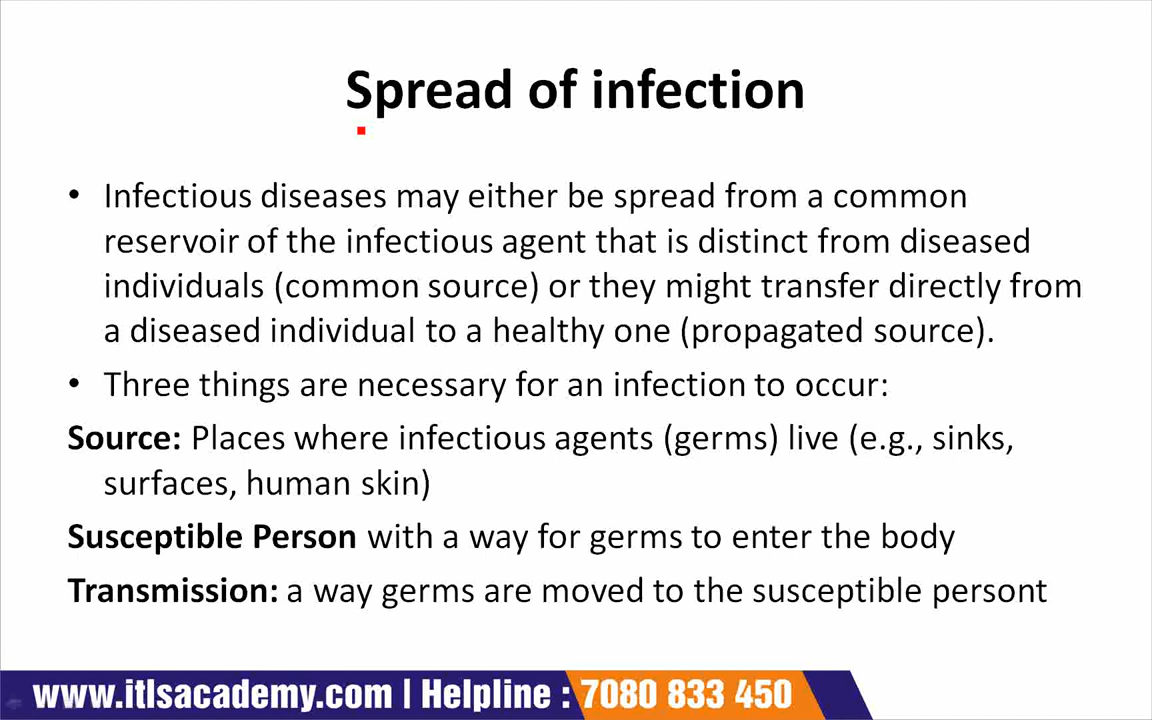 Spread of infection
• Infectious diseases may either be spread from a common
reservoir of the infectious agent that is distinct from diseased
individuals (common source) or they might transfer directly from
a diseased individual to a healthy one (propagated source).
• Three things are necessary for an infection to occur:
Source: Places where infectious agents (germs) live (e.g., sinks,
surfaces, human skin)
Susceptible Person with a way for germs to enter the body
Transmission: a way germs are moved to the susceptible persont
www.itlsacademy.com | Helpline : 7080 833 450